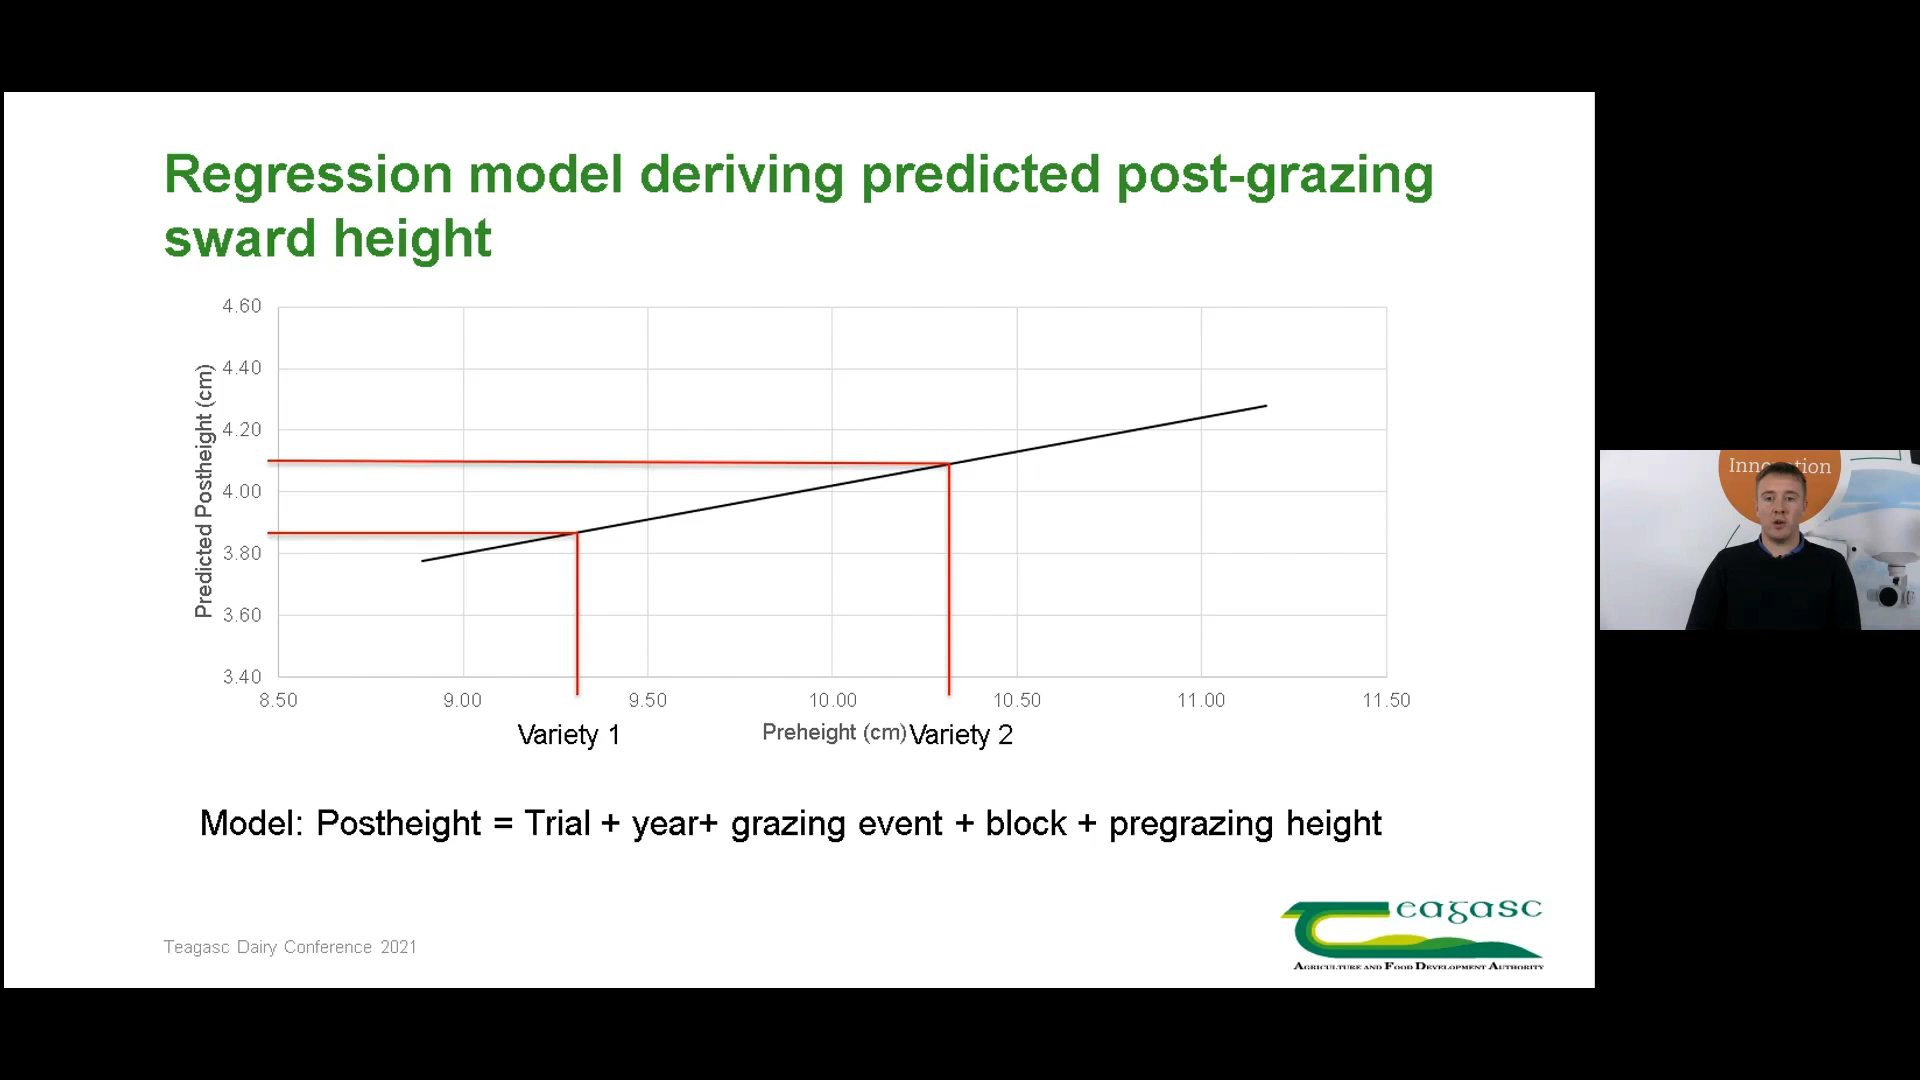 Regression model deriving predicted post-grazing
sward height
4.60
4.40
4.20
4.00
3.80
3.60
3.40
Predicted Postheight (cm)
8.50 9.00 9.50 10.00 10.50 11.00 11.50
Variety 1 Preheight (cm) Variety 2
Model: Postheight = Trial + year+ grazing event + block + pregrazing height
Teagasc Dairy Conference 2021
eagasc
AGRICULTURE AND FOOD DEVELOPMENT AUTHORITY